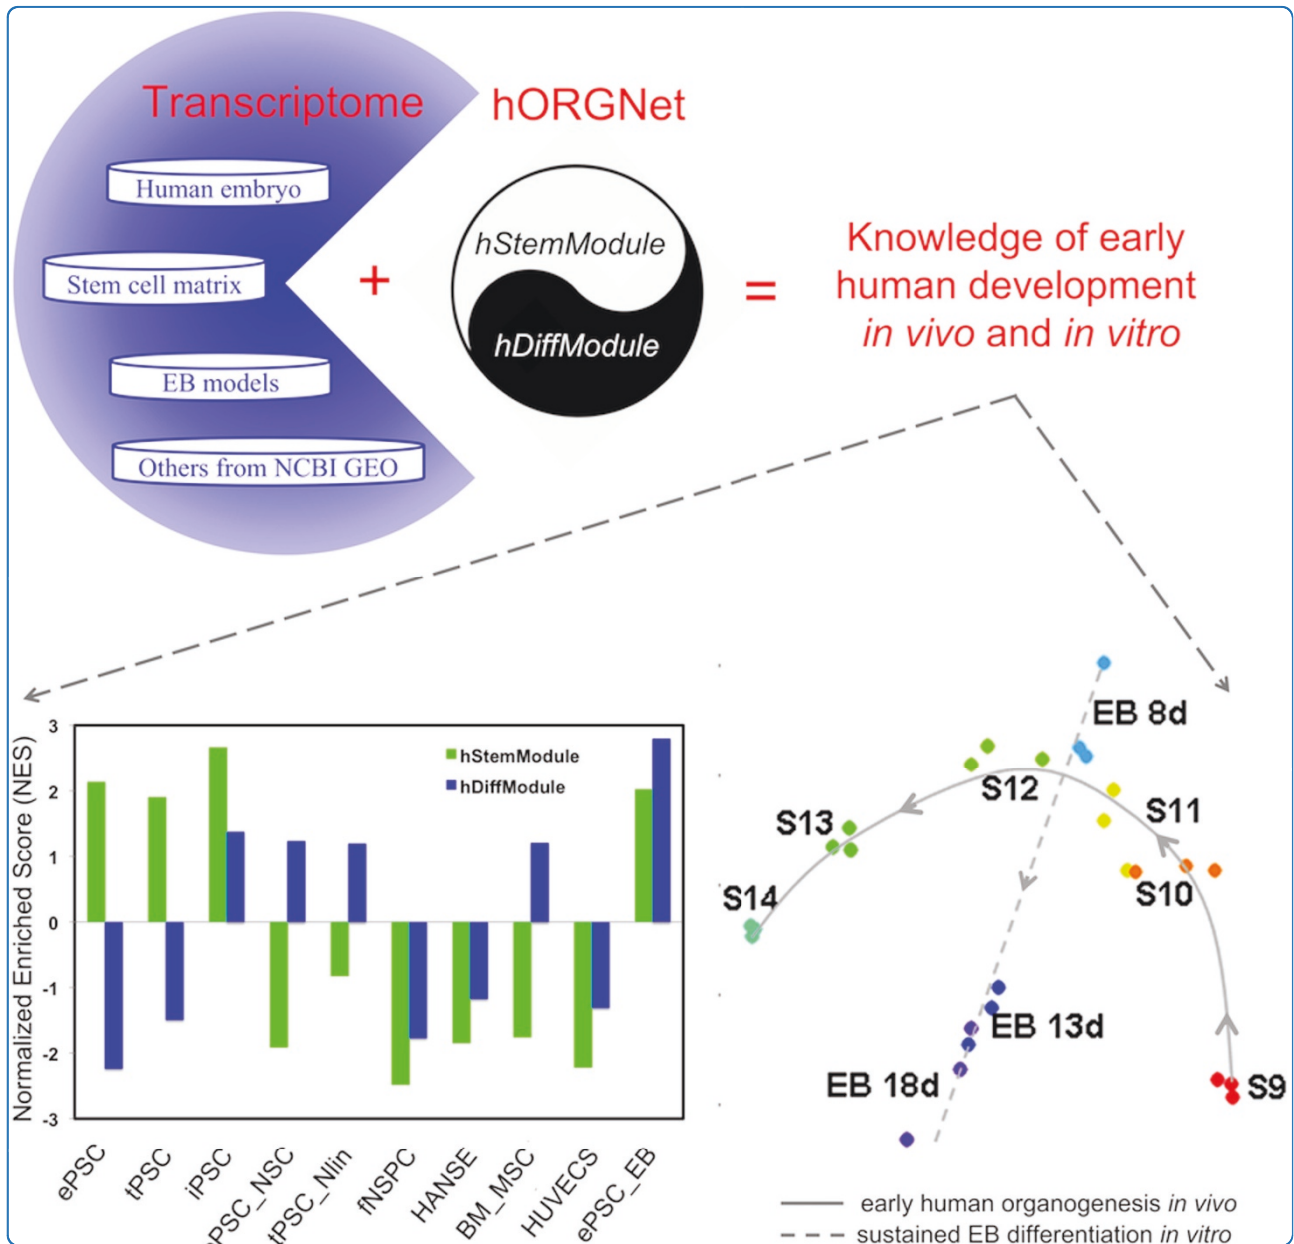 Transcriptome
hORGNet
Human embryo
Stem cell matrix
EB models
Others from NCBI GEO
+
hStemModule
hDiffModule
=
Knowledge of early
human development
in vivo and in vitro
Normalized Enriched Score (NES)
3
2
1
0
-1
-2
-3
hStemModule
hDiffModule
ePSC
tPSC
iPSC
ePSC_NSC
tPSC_Nlin
fNSPC
HANSE
BM_MSC
HUVECS
ePSC_EB
EB 8d
S12
S11
S13
S10
S14
EB 13d
EB 18d
S9
early human organogenesis in vivo
sustained EB differentiation in vitro